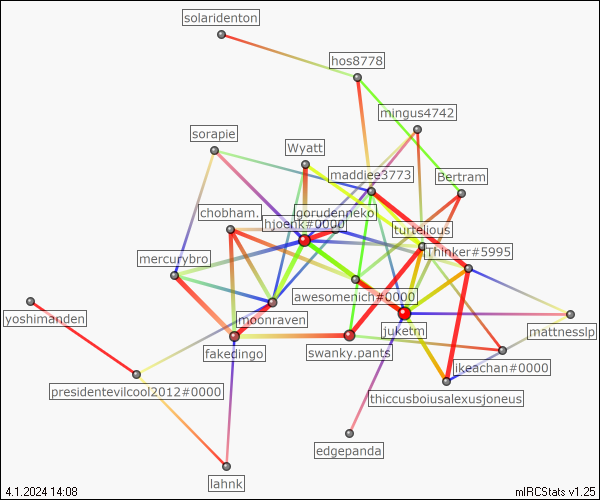 solaridenton
hos8778
mingus4742
sorapie
Wyatt
maddiee3773
Bertram
chobham.
gorudenneko
hjoenk#0000
turtelious
Thinker#5995
mercurybro
awesomenich#0000
yoshimanden
moonraven
juketm
mattnesslp
fakedingo
swanky.pants
ikeachan#0000
presidentevilcool2012#0000
thiccusboiusalexusjoneus
edgepanda
lahnk
4.1.2024 14:08
mIRCStats v1.25